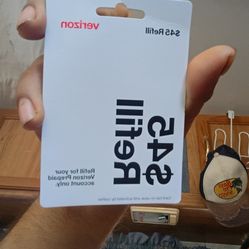 verizon
$45 Refill
Refill
$45
Refill for your
Verizon Prepaid
account only.